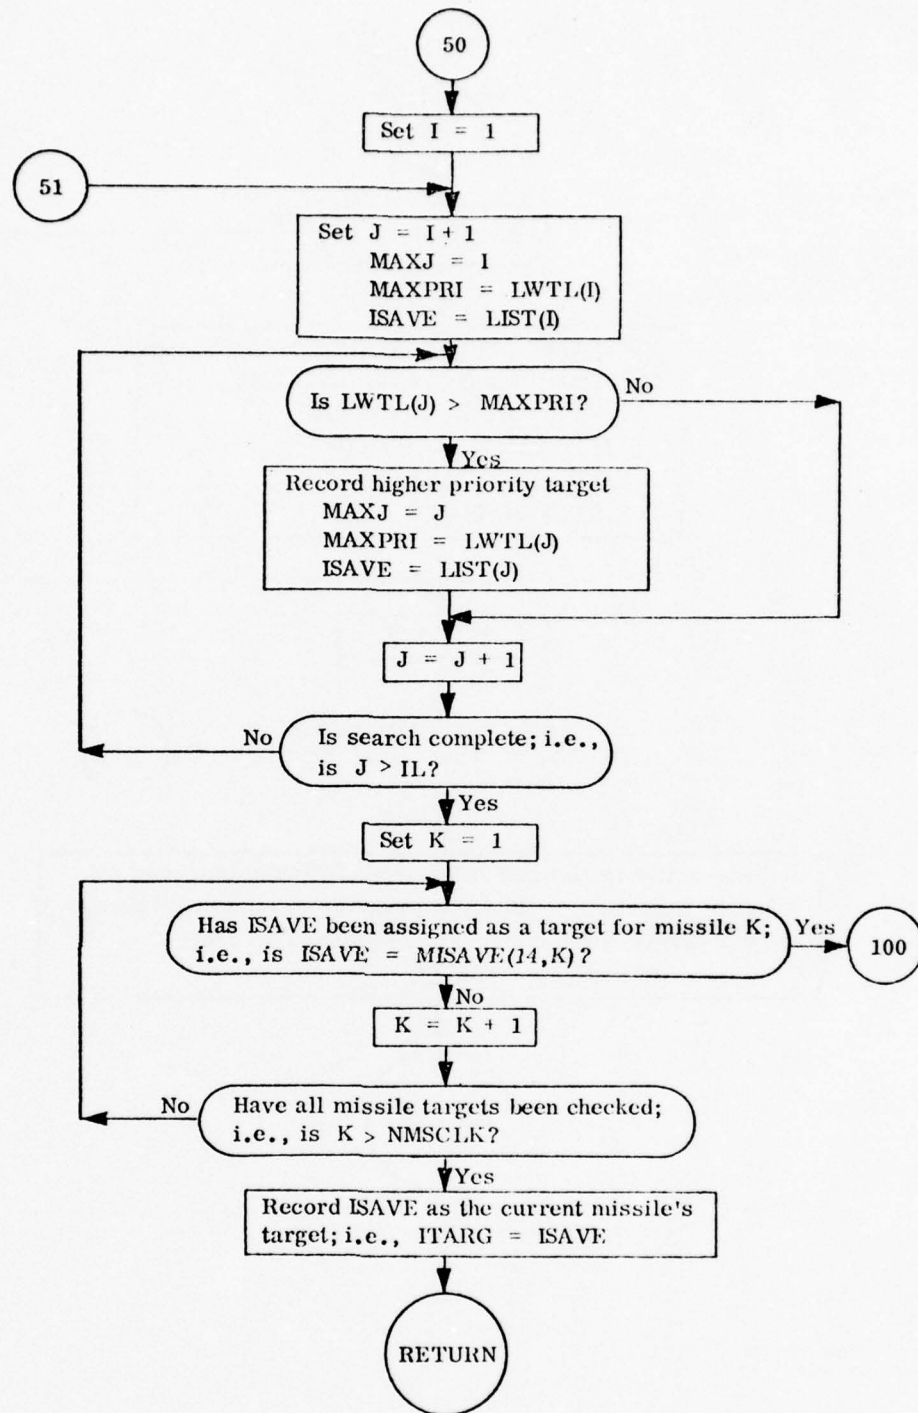 50
Set I = 1
51
Set J = I + 1
MAXJ = 1
MAXPRI = LWTL(I)
ISAVE = LIST(I)
Is LWTL(J) > MAXPRI?
No
Yes
Record higher priority target
MAXJ = J
MAXPRI = LWTL(J)
ISAVE = LIST(J)
J = J + 1
No
Is search complete; i.e.,
is J > IL?
Yes
Set K = 1
Has ISAVE been assigned as a target for missile K;
i.e., is ISAVE = MISAVE(14,K)?
Yes
100
No
K = K + 1
No
Have all missile targets been checked;
i.e., is K > NMSCLK?
Yes
Record ISAVE as the current missile's
target; i.e., ITARG = ISAVE
RETURN